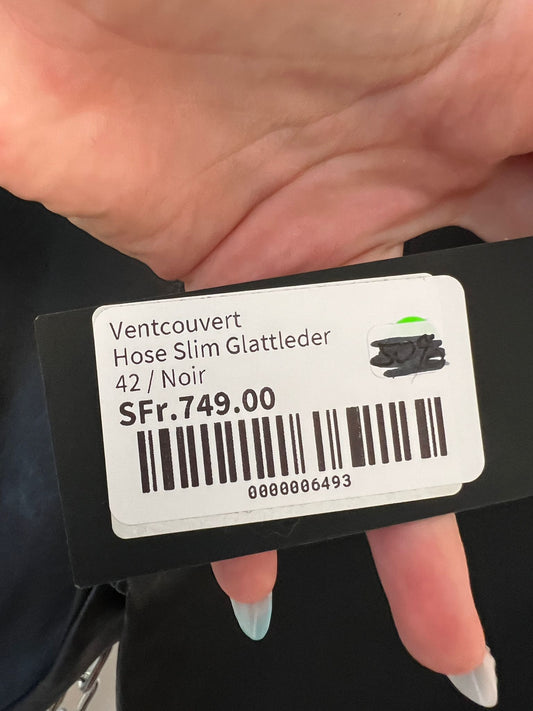 Ventcouvert
Hose Slim Glattleder
42 / Noir
SFr.749.00
0000006493